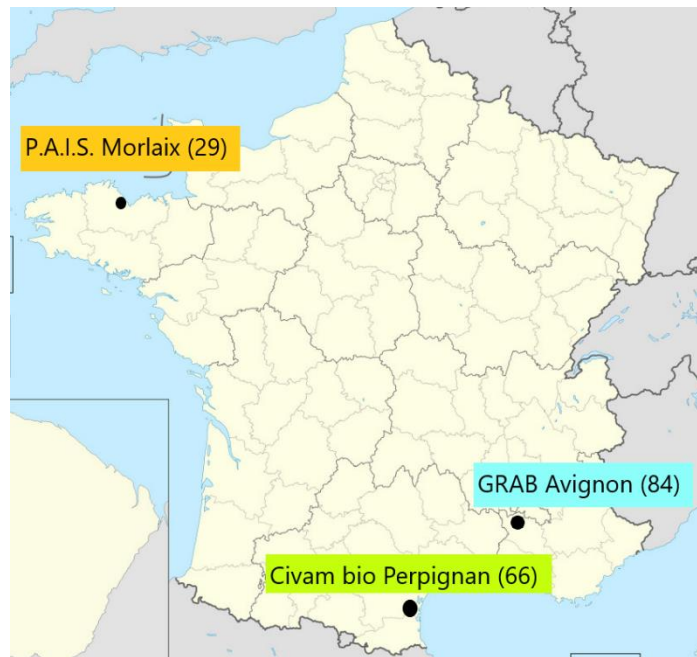 P.A.I.S. Morlaix (29)
GRAB Avignon (84)
Civam bio Perpignan (66)